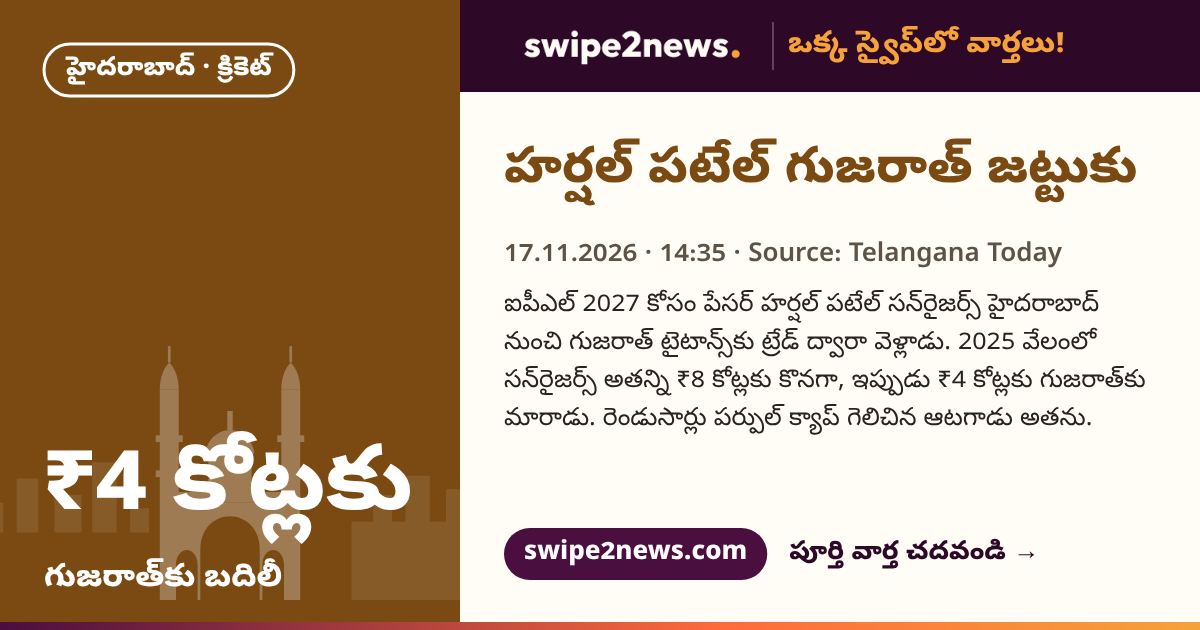 హైదరాబాద్ · క్రికెట్
₹4 కోట్లకు
గుజరాత్‌కు బదిలీ
swipe2news.
ఒక్క స్వైప్‌లో వార్తలు!
హర్షల్ పటేల్ గుజరాత్ జట్టుకు
17.11.2026 · 14:35 · Source: Telangana Today
ఐపీఎల్ 2027 కోసం పేసర్ హర్షల్ పటేల్ సన్‌రైజర్స్ హైదరాబాద్
నుంచి గుజరాత్ టైటాన్స్‌కు ట్రేడ్ ద్వారా వెళ్లాడు. 2025 వేలంలో
సన్‌రైజర్స్ అతన్ని ₹8 కోట్లకు కొనగా, ఇప్పుడు ₹4 కోట్లకు గుజరాత్‌కు
మారాడు. రెండుసార్లు పర్పుల్ క్యాప్ గెలిచిన ఆటగాడు అతను.
swipe2news.com
పూర్తి వార్త చదవండి →